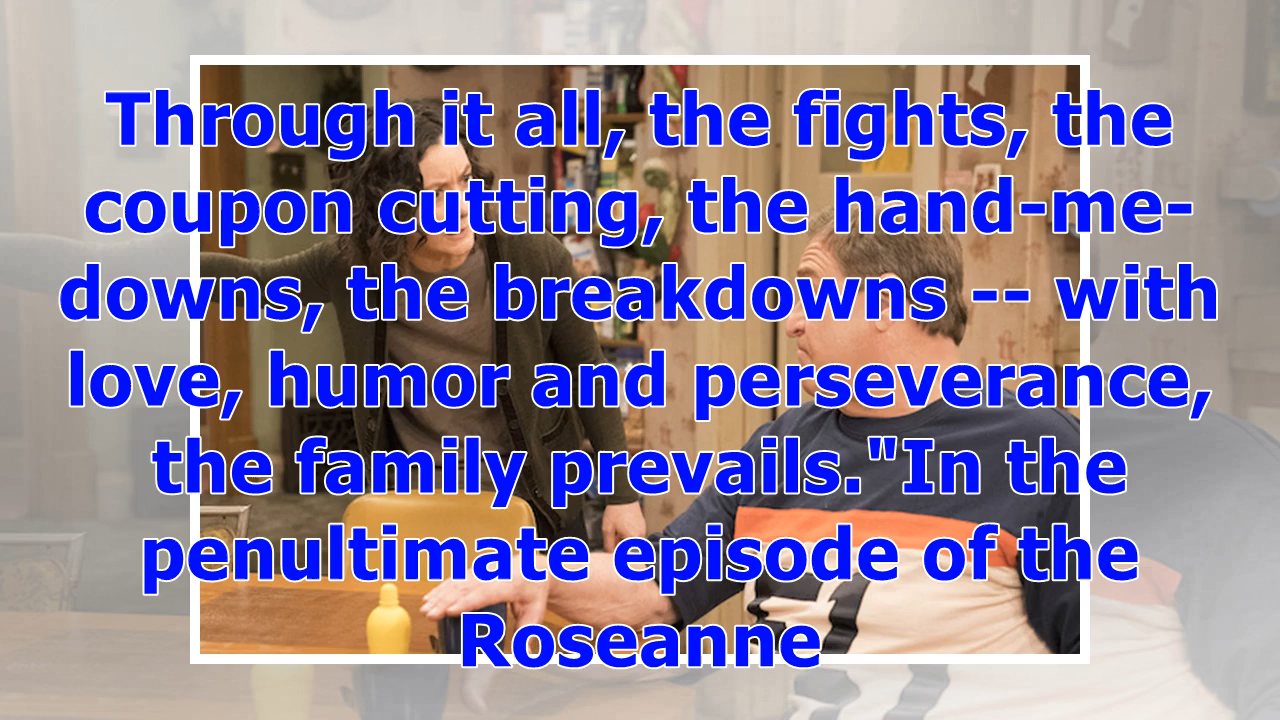 Through it all, the fights, the
coupon cutting, the hand-me-
downs, the breakdowns -- with
love, humor and perseverance,
the family prevails."In the
penultimate episode of the
Roseanne